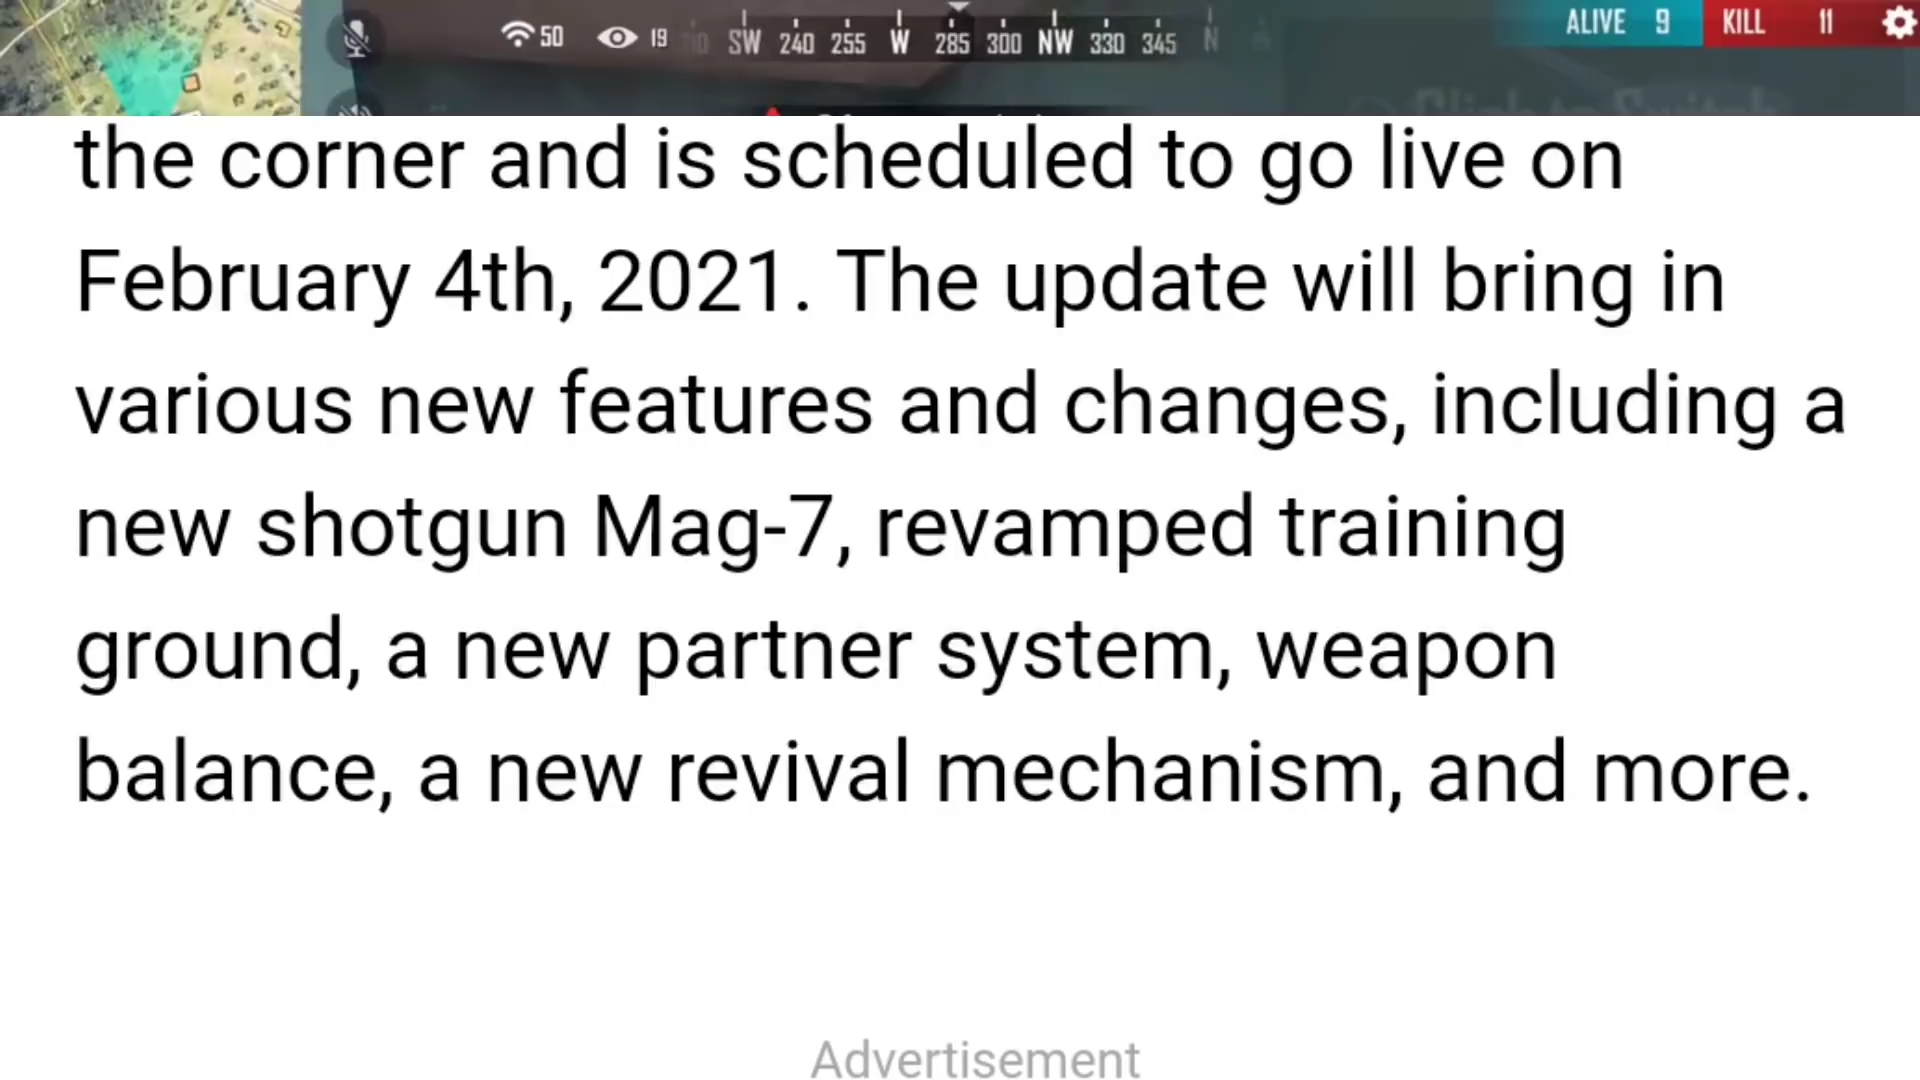 50 19 SW 240 255 W 285 300 NW 330 345 N ALIVE 9 KILL 11
the corner and is scheduled to go live on
February 4th, 2021. The update will bring in
various new features and changes, including a
new shotgun Mag-7, revamped training
ground, a new partner system, weapon
balance, a new revival mechanism, and more.
Advertisement